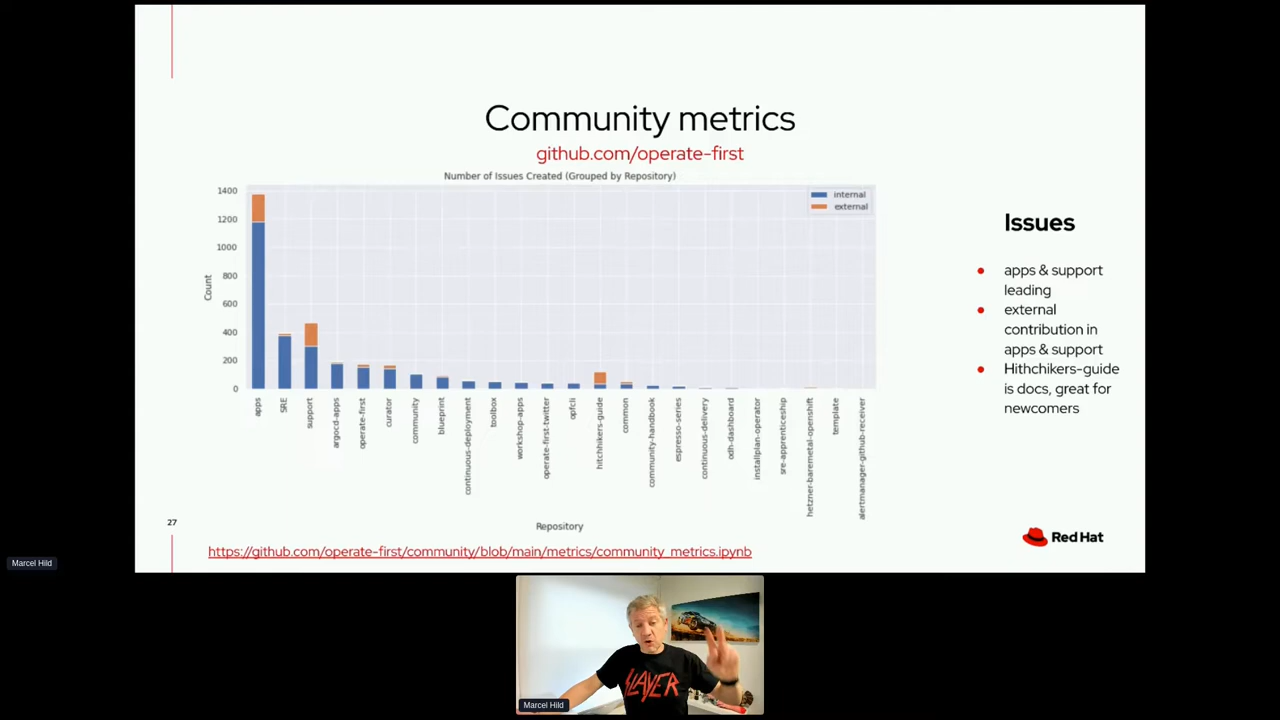 Community metrics
github.com/operate-first
Number of Issues Created (Grouped by Repository)
1400
1200
1000
800
600
400
200
0
Count
internal
external
apps
SRE
support
argocd-apps
operate-first
curator
community
blueprint
continuous-deployment
toolbox
workshop-apps
operate-first-twitter
opfcli
hitchhikers-guide
common
community-handbook
espresso-series
continuous-delivery
odh-dashboard
installplan-operator
sre-apprenticeship
hetzner-baremetal-openshift
template
alertmanager-github-receiver
Repository
Issues
apps & support
leading
external
contribution in
apps & support
Hithchikers-guide
is docs, great for
newcomers
27
https://github.com/operate-first/community/blob/main/metrics/community_metrics.ipynb
Red Hat
Marcel Hild
SLAYER
Marcel Hild